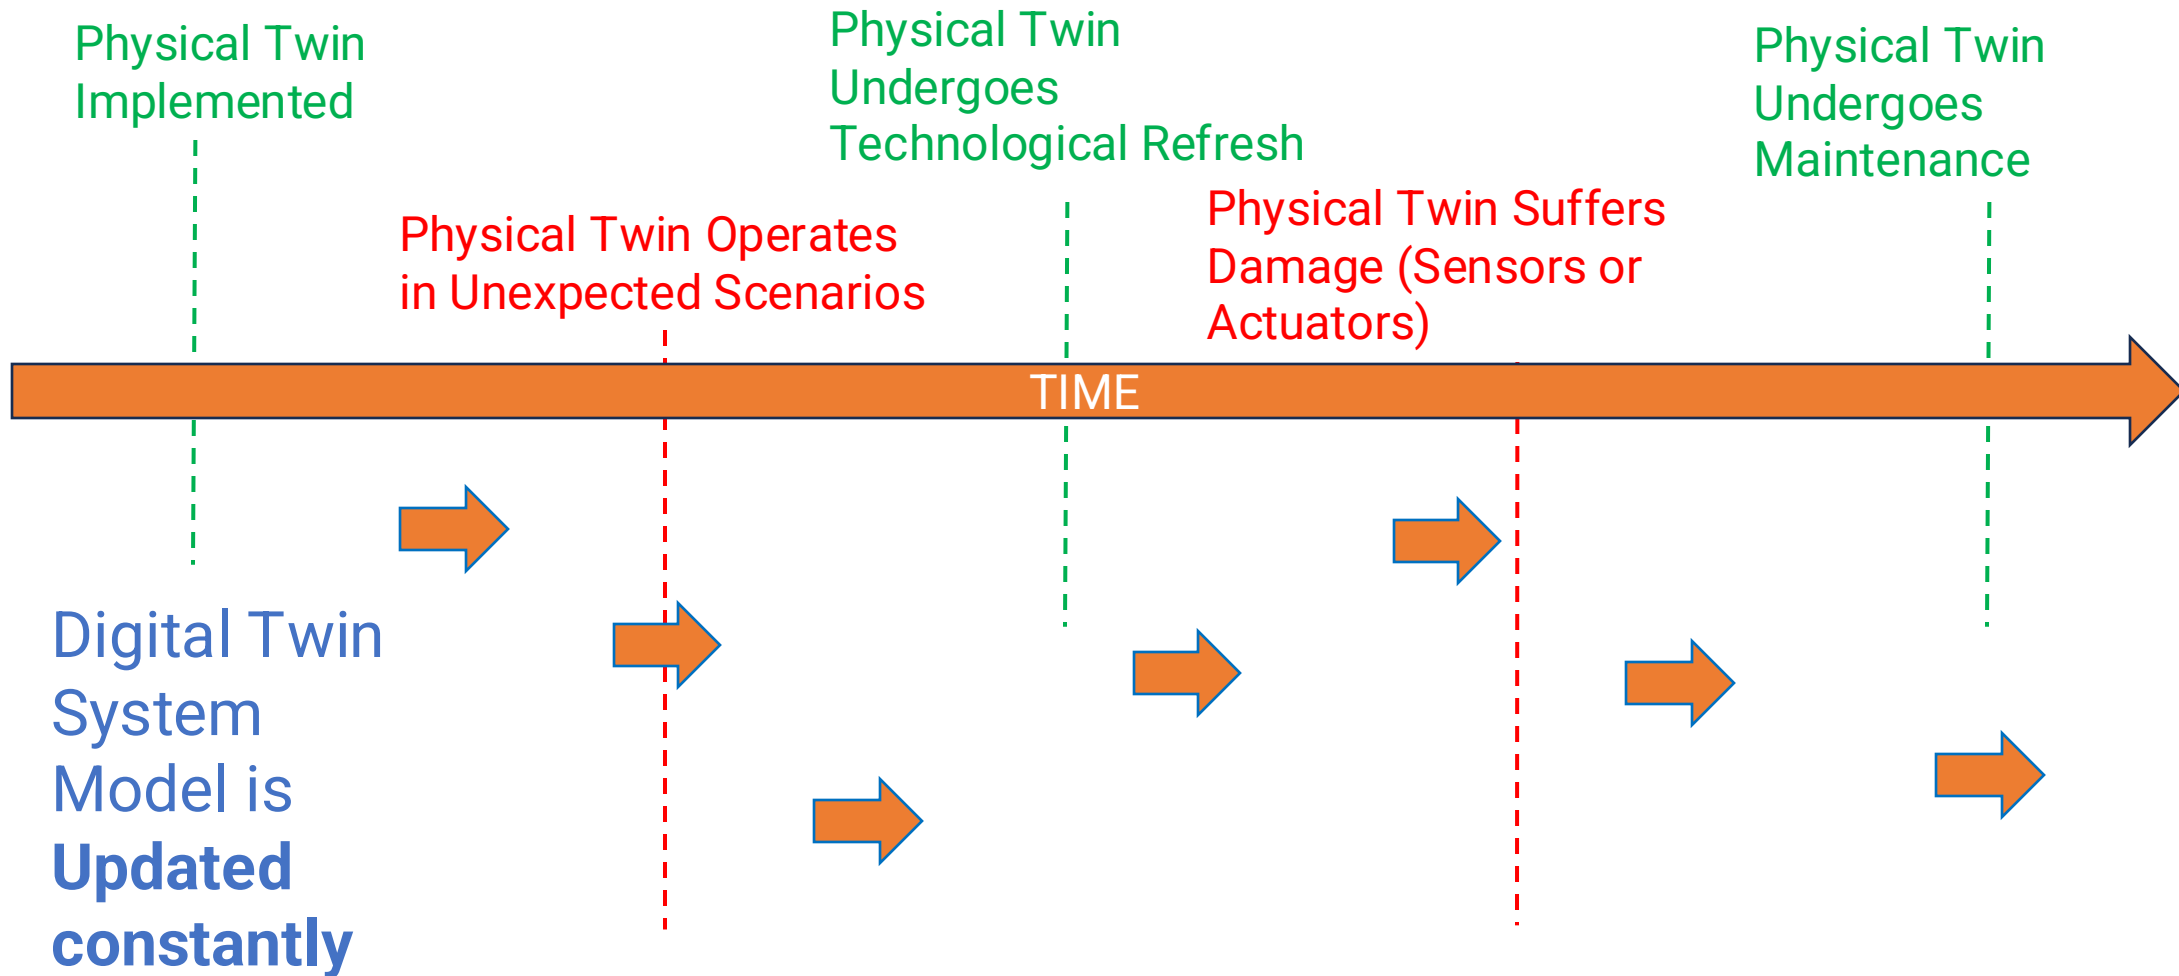 Physical Twin
Implemented
Physical Twin
Undergoes
Technological Refresh
Physical Twin
Undergoes
Maintenance
Physical Twin Operates
in Unexpected Scenarios
Physical Twin Suffers
Damage (Sensors or
Actuators)
TIME
Digital Twin
System
Model is
Updated
constantly